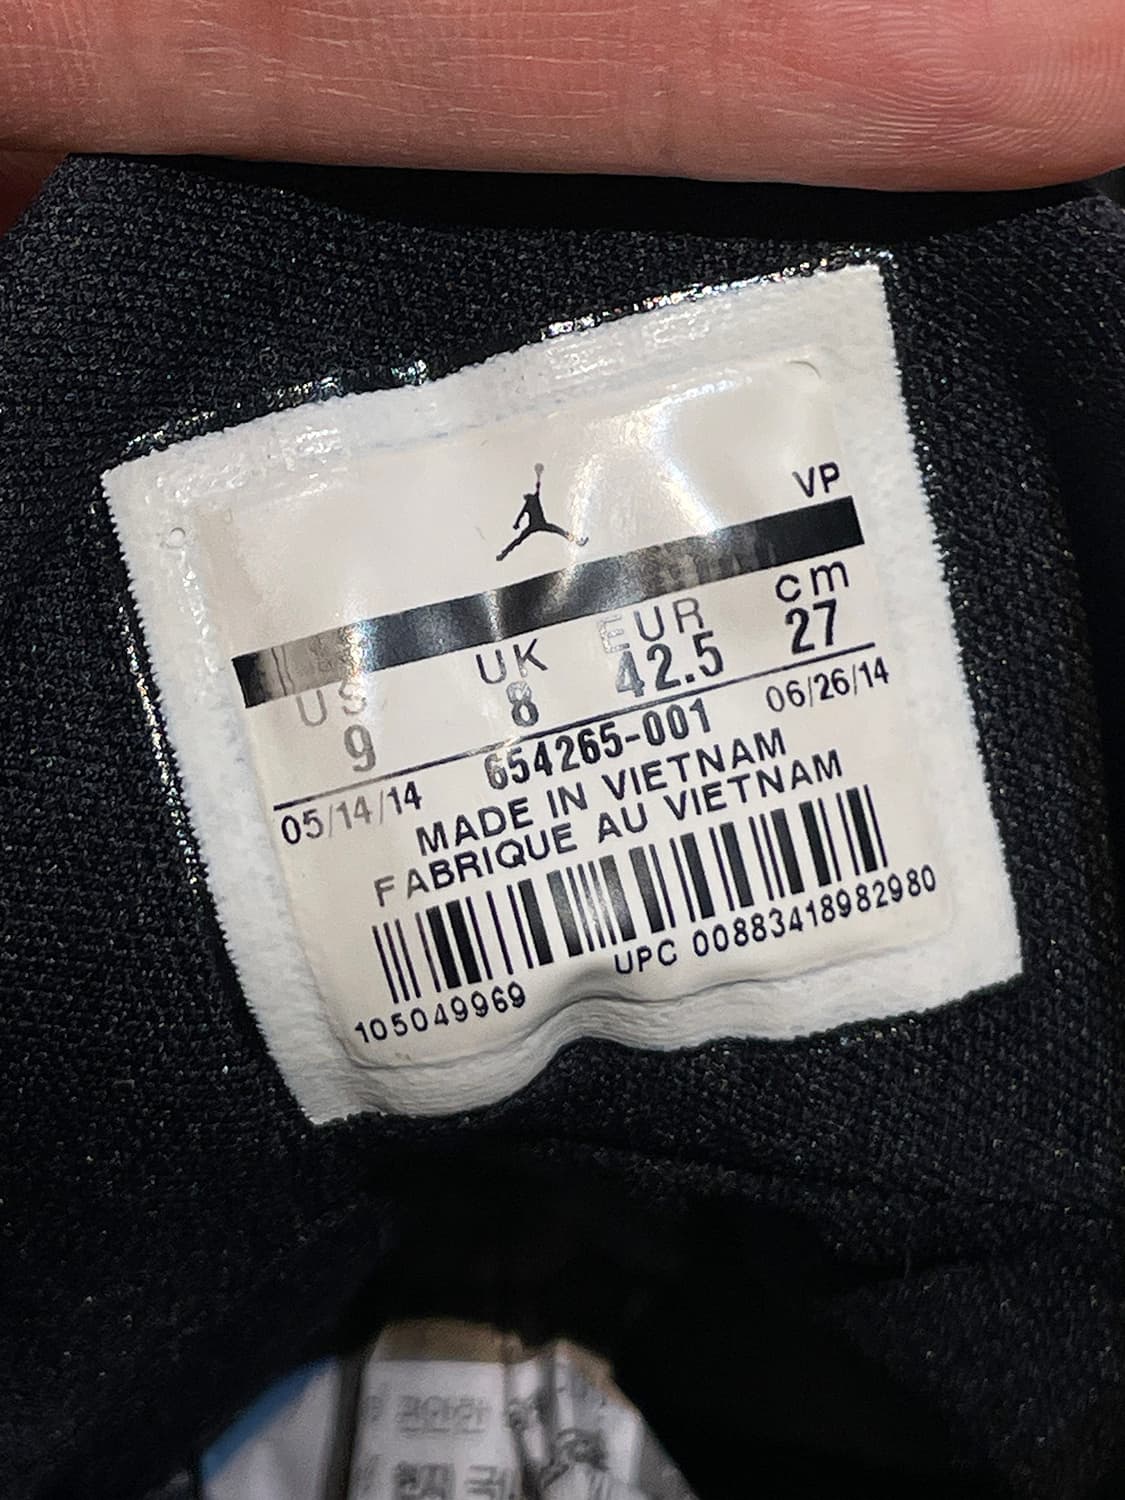 VP
US UK EUR cm
9 8 42.5 27
05/14/14 654265-001 06/26/14
MADE IN VIETNAM
FABRIQUE AU VIETNAM
105049969 UPC 00883418982980